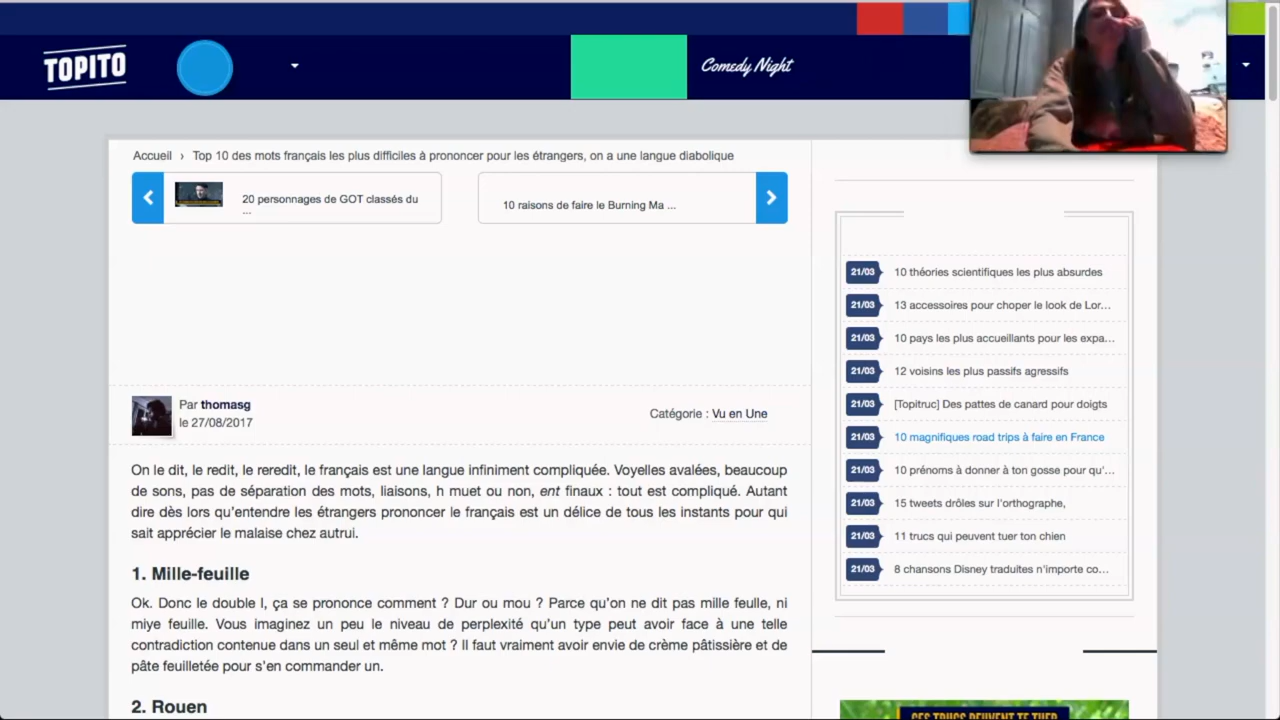 TOPITO
Comedy Night
Accueil › Top 10 des mots français les plus difficiles à prononcer pour les étrangers, on a une langue diabolique
20 personnages de GOT classés du
...
10 raisons de faire le Burning Ma ...
Par thomasg
le 27/08/2017
Catégorie : Vu en Une
On le dit, le redit, le reredit, le français est une langue infiniment compliquée. Voyelles avalées, beaucoup
de sons, pas de séparation des mots, liaisons, h muet ou non, ent finaux : tout est compliqué. Autant
dire dès lors qu'entendre les étrangers prononcer le français est un délice de tous les instants pour qui
sait apprécier le malaise chez autrui.
1. Mille-feuille
Ok. Donc le double l, ça se prononce comment ? Dur ou mou ? Parce qu'on ne dit pas mille feulle, ni
miye feuille. Vous imaginez un peu le niveau de perplexité qu'un type peut avoir face à une telle
contradiction contenue dans un seul et même mot ? Il faut vraiment avoir envie de crème pâtissière et de
pâte feuilletée pour s'en commander un.
2. Rouen
21/03 10 théories scientifiques les plus absurdes
21/03 13 accessoires pour choper le look de Lor...
21/03 10 pays les plus accueillants pour les expa...
21/03 12 voisins les plus passifs agressifs
21/03 [Topitruc] Des pattes de canard pour doigts
21/03 10 magnifiques road trips à faire en France
21/03 10 prénoms à donner à ton gosse pour qu'...
21/03 15 tweets drôles sur l'orthographe,
21/03 11 trucs qui peuvent tuer ton chien
21/03 8 chansons Disney traduites n'importe co...
CES TRUCS PEUVENT TE TUER